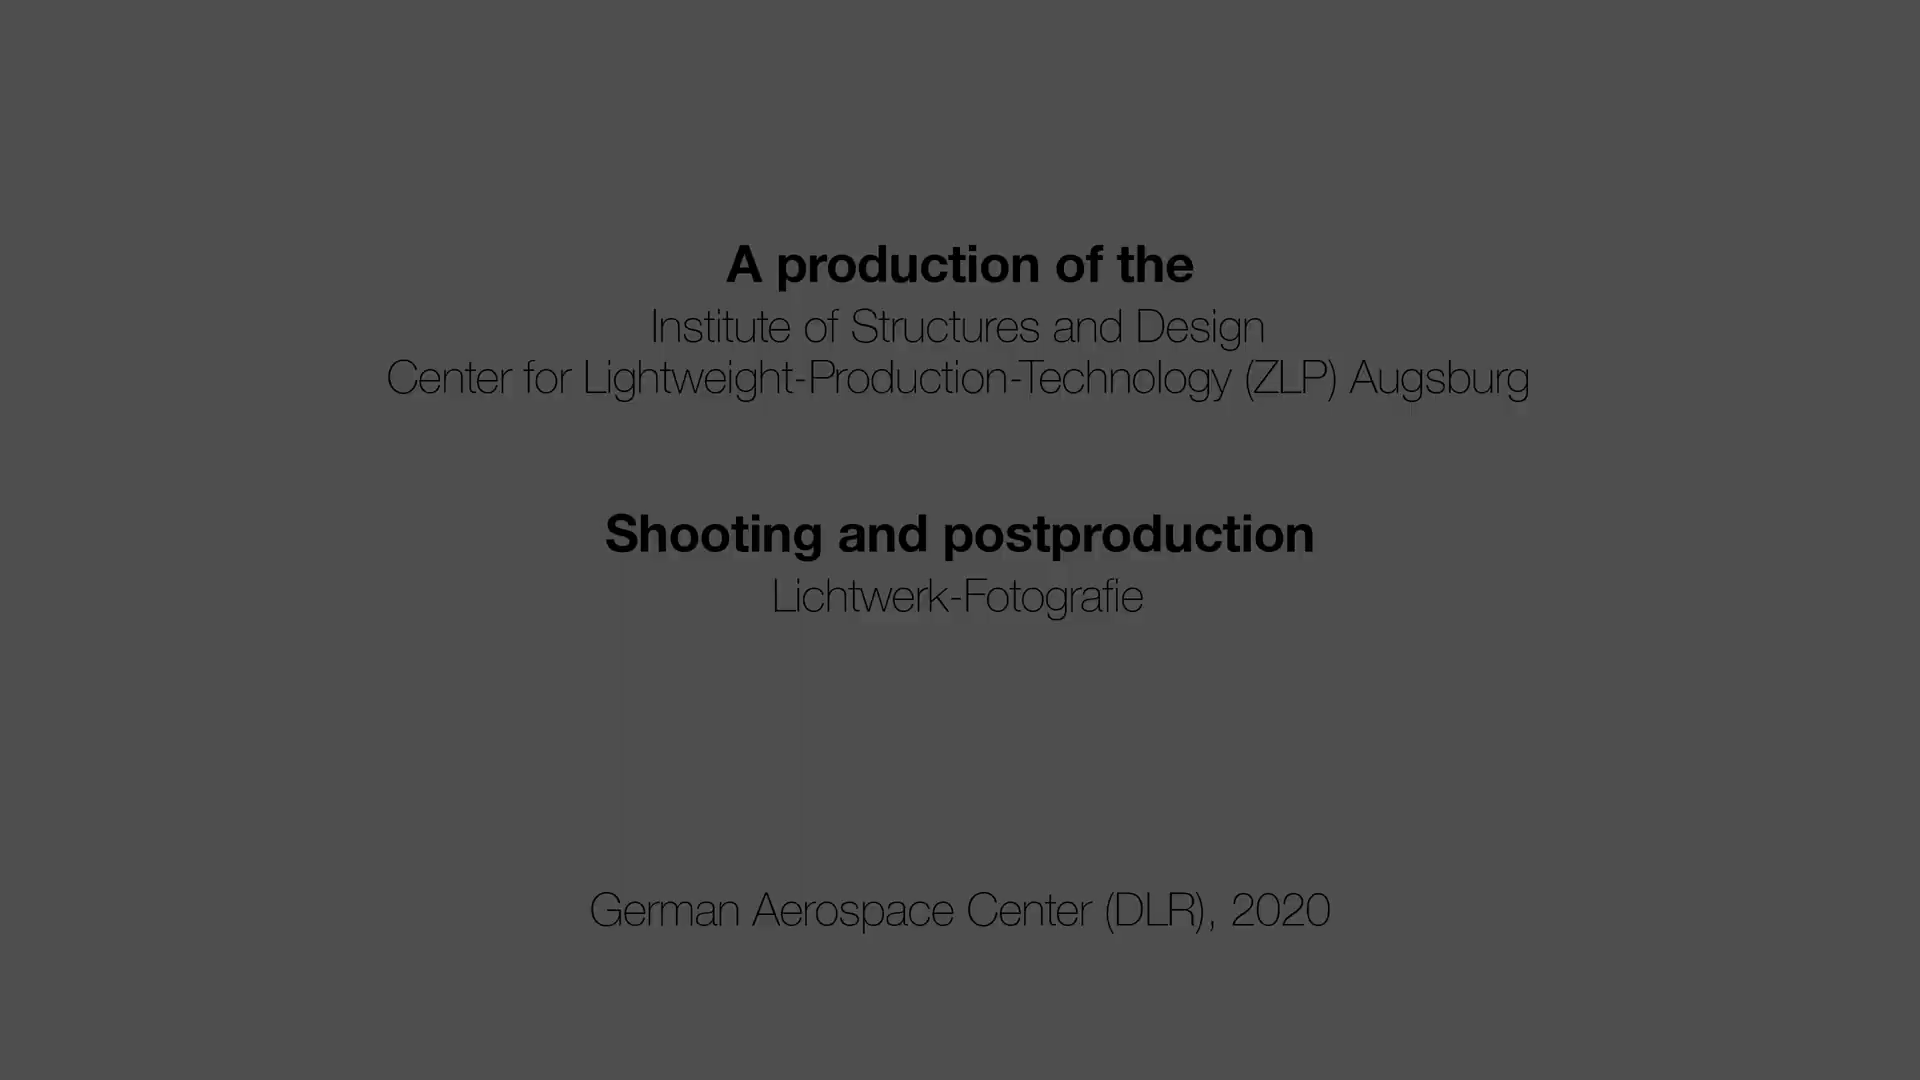 A production of the
Institute of Structures and Design
Center for Lightweight-Production-Technology (ZLP) Augsburg
Shooting and postproduction
Lichtwerk-Fotografie
German Aerospace Center (DLR), 2020